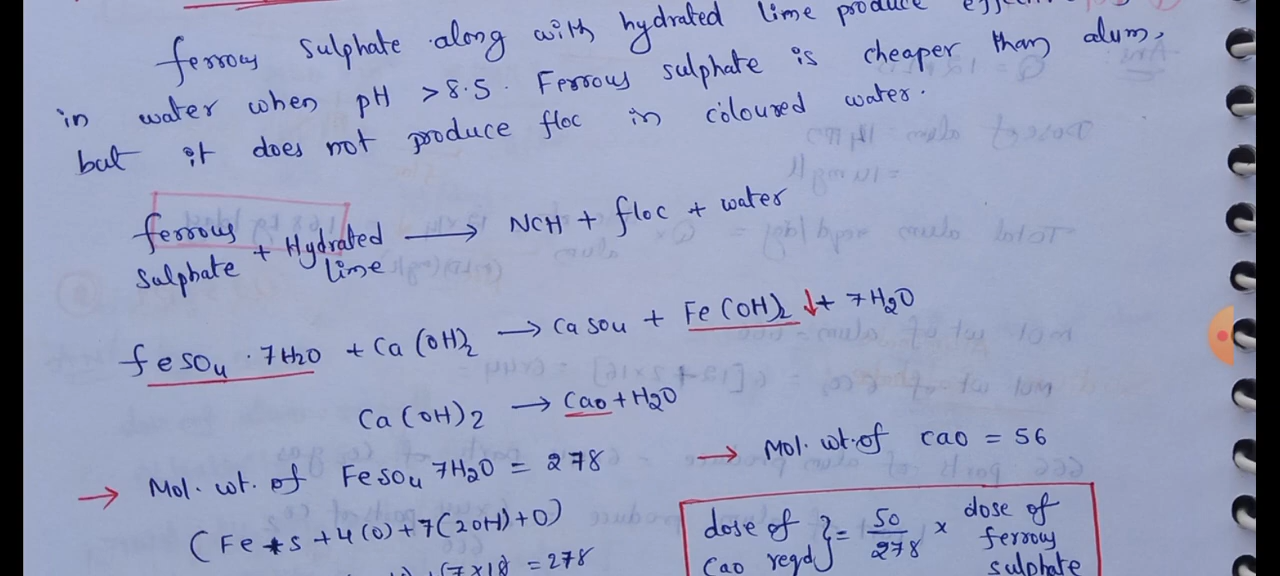 ferrous sulphate along with hydrated lime produce
in water when pH > 8.5. Ferrous sulphate is cheaper than alum,
but it does not produce floc in coloured water.
ferrous sulphate + Hydrated lime → NCH + floc + water
feSO4 · 7H2O + Ca(OH)2 → CaSO4 + Fe(OH)2 ↓ + 7H2O
Ca(OH)2 → CaO + H2O
→ Mol. wt. of FeSO4 7H2O = 278
→ Mol. wt. of CaO = 56
(Fe + S + 4(O) + 7(2OH) + O)
(7×18 = 278
dose of CaO reqd } = 50/278 × dose of ferrous sulphate